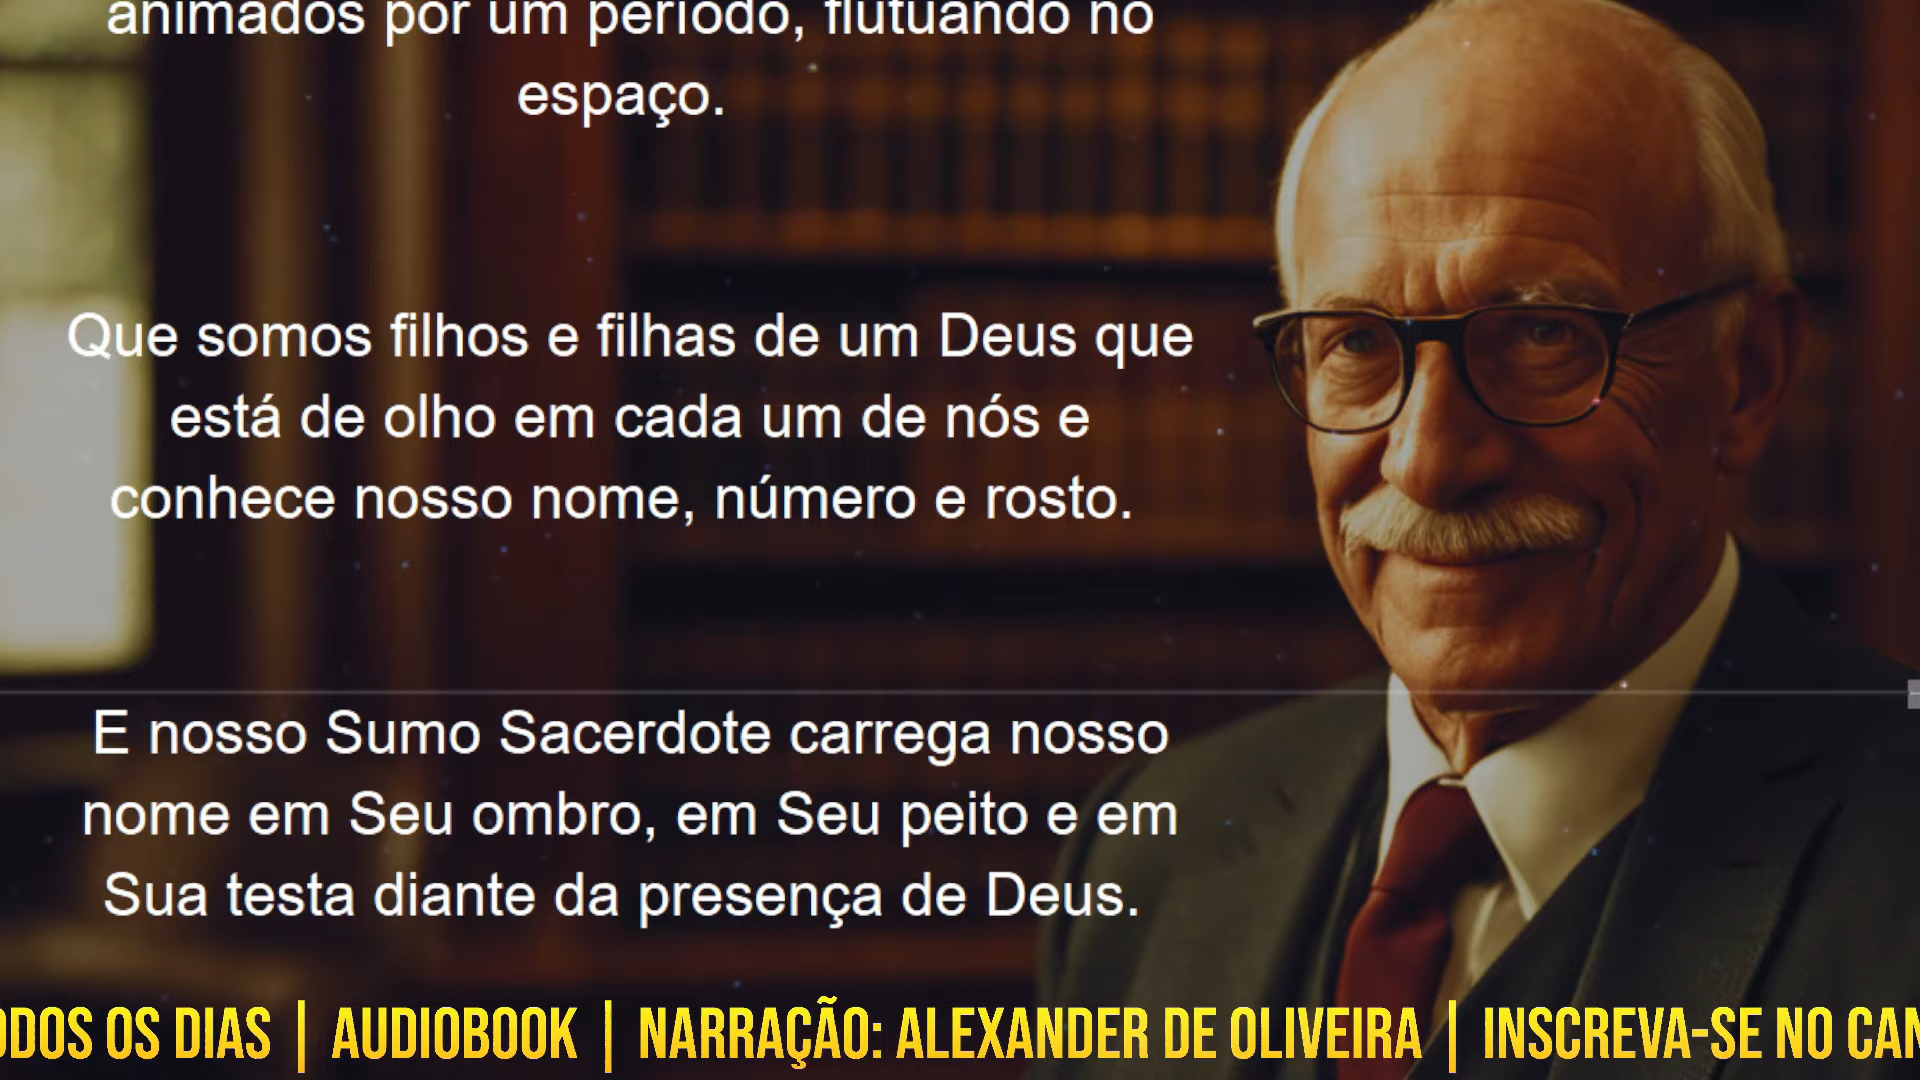 animados por um período, flutuando no
espaço.
Que somos filhos e filhas de um Deus que
está de olho em cada um de nós e
conhece nosso nome, número e rosto.
E nosso Sumo Sacerdote carrega nosso
nome em Seu ombro, em Seu peito e em
Sua testa diante da presença de Deus.
OS DIAS | AUDIOBOOK | NARRAÇÃO: ALEXANDER DE OLIVEIRA | INSCREVA-SE NO